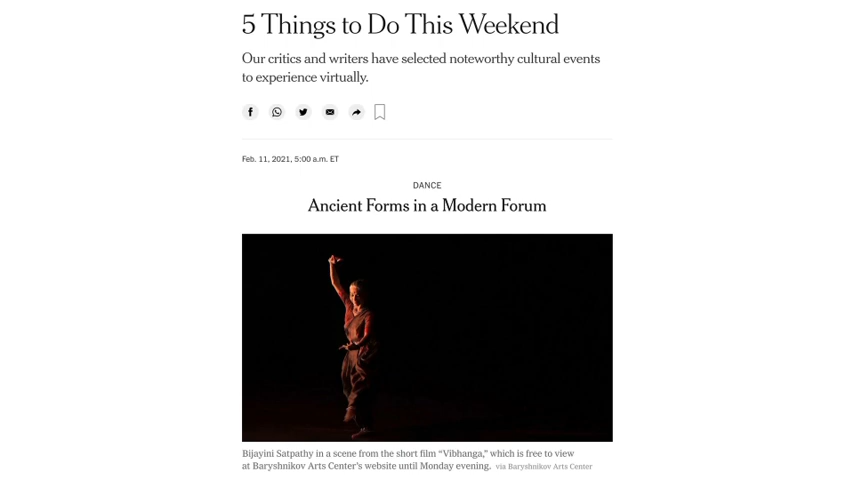 5 Things to Do This Weekend
Our critics and writers have selected noteworthy cultural events
to experience virtually.
Feb. 11, 2021, 5:00 a.m. ET
DANCE
Ancient Forms in a Modern Forum
Bijayini Satpathy in a scene from the short film “Vibhanga,” which is free to view
at Baryshnikov Arts Center’s website until Monday evening. via Baryshnikov Arts Center